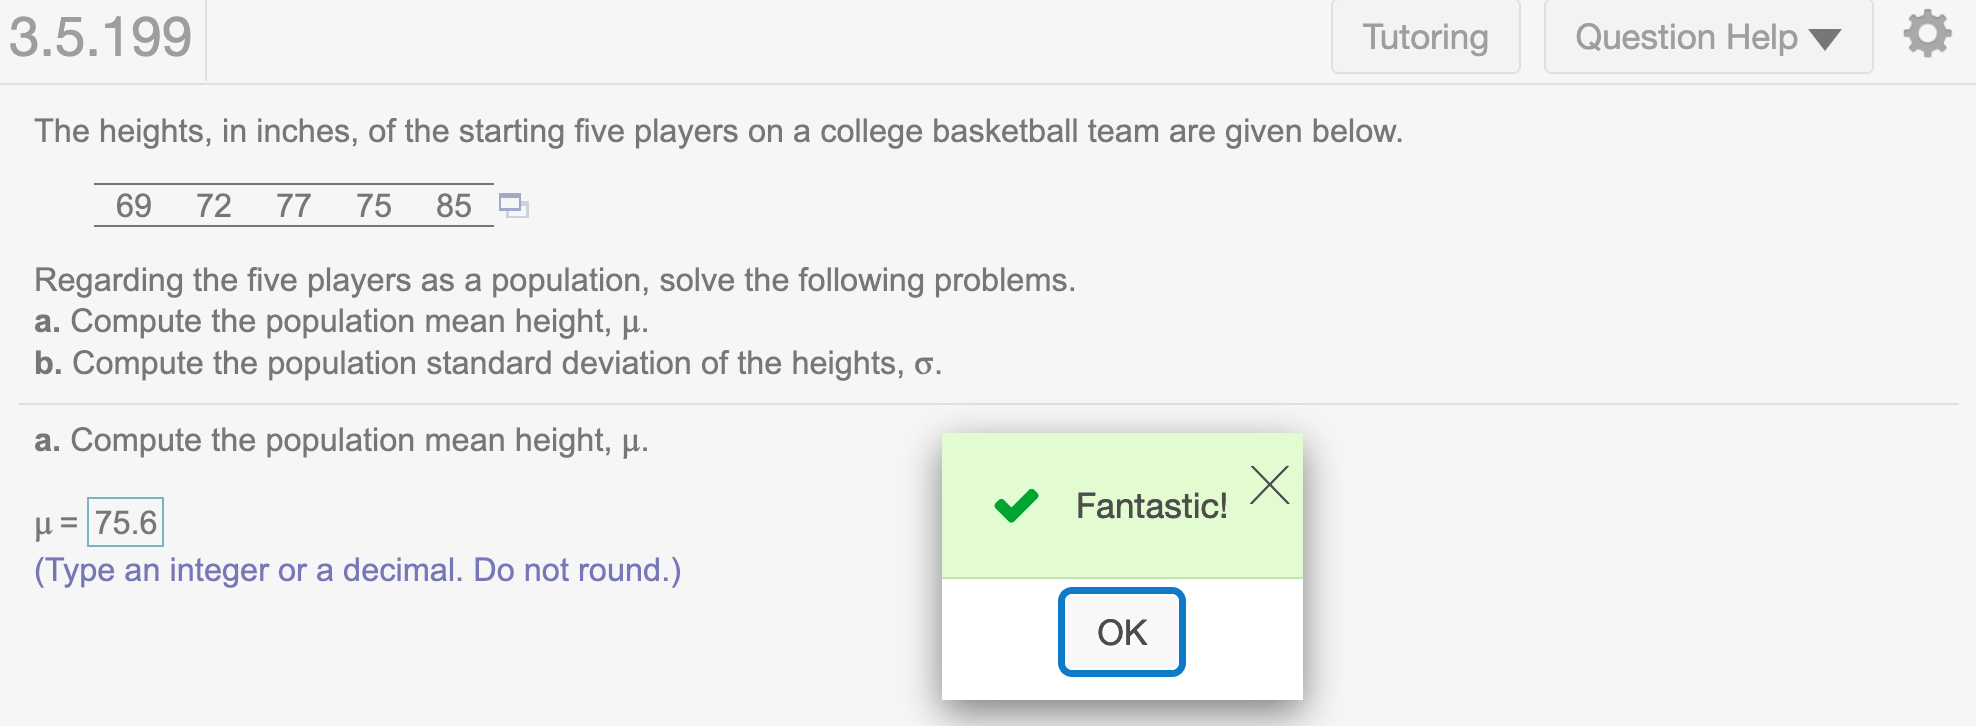 3.5.199
Tutoring
Question Help
The heights, in inches, of the starting five players on a college basketball team are given below.
69 72 77 75 85
Regarding the five players as a population, solve the following problems.
a. Compute the population mean height, μ.
b. Compute the population standard deviation of the heights, σ.
a. Compute the population mean height, μ.
μ = 75.6
(Type an integer or a decimal. Do not round.)
Fantastic!
OK